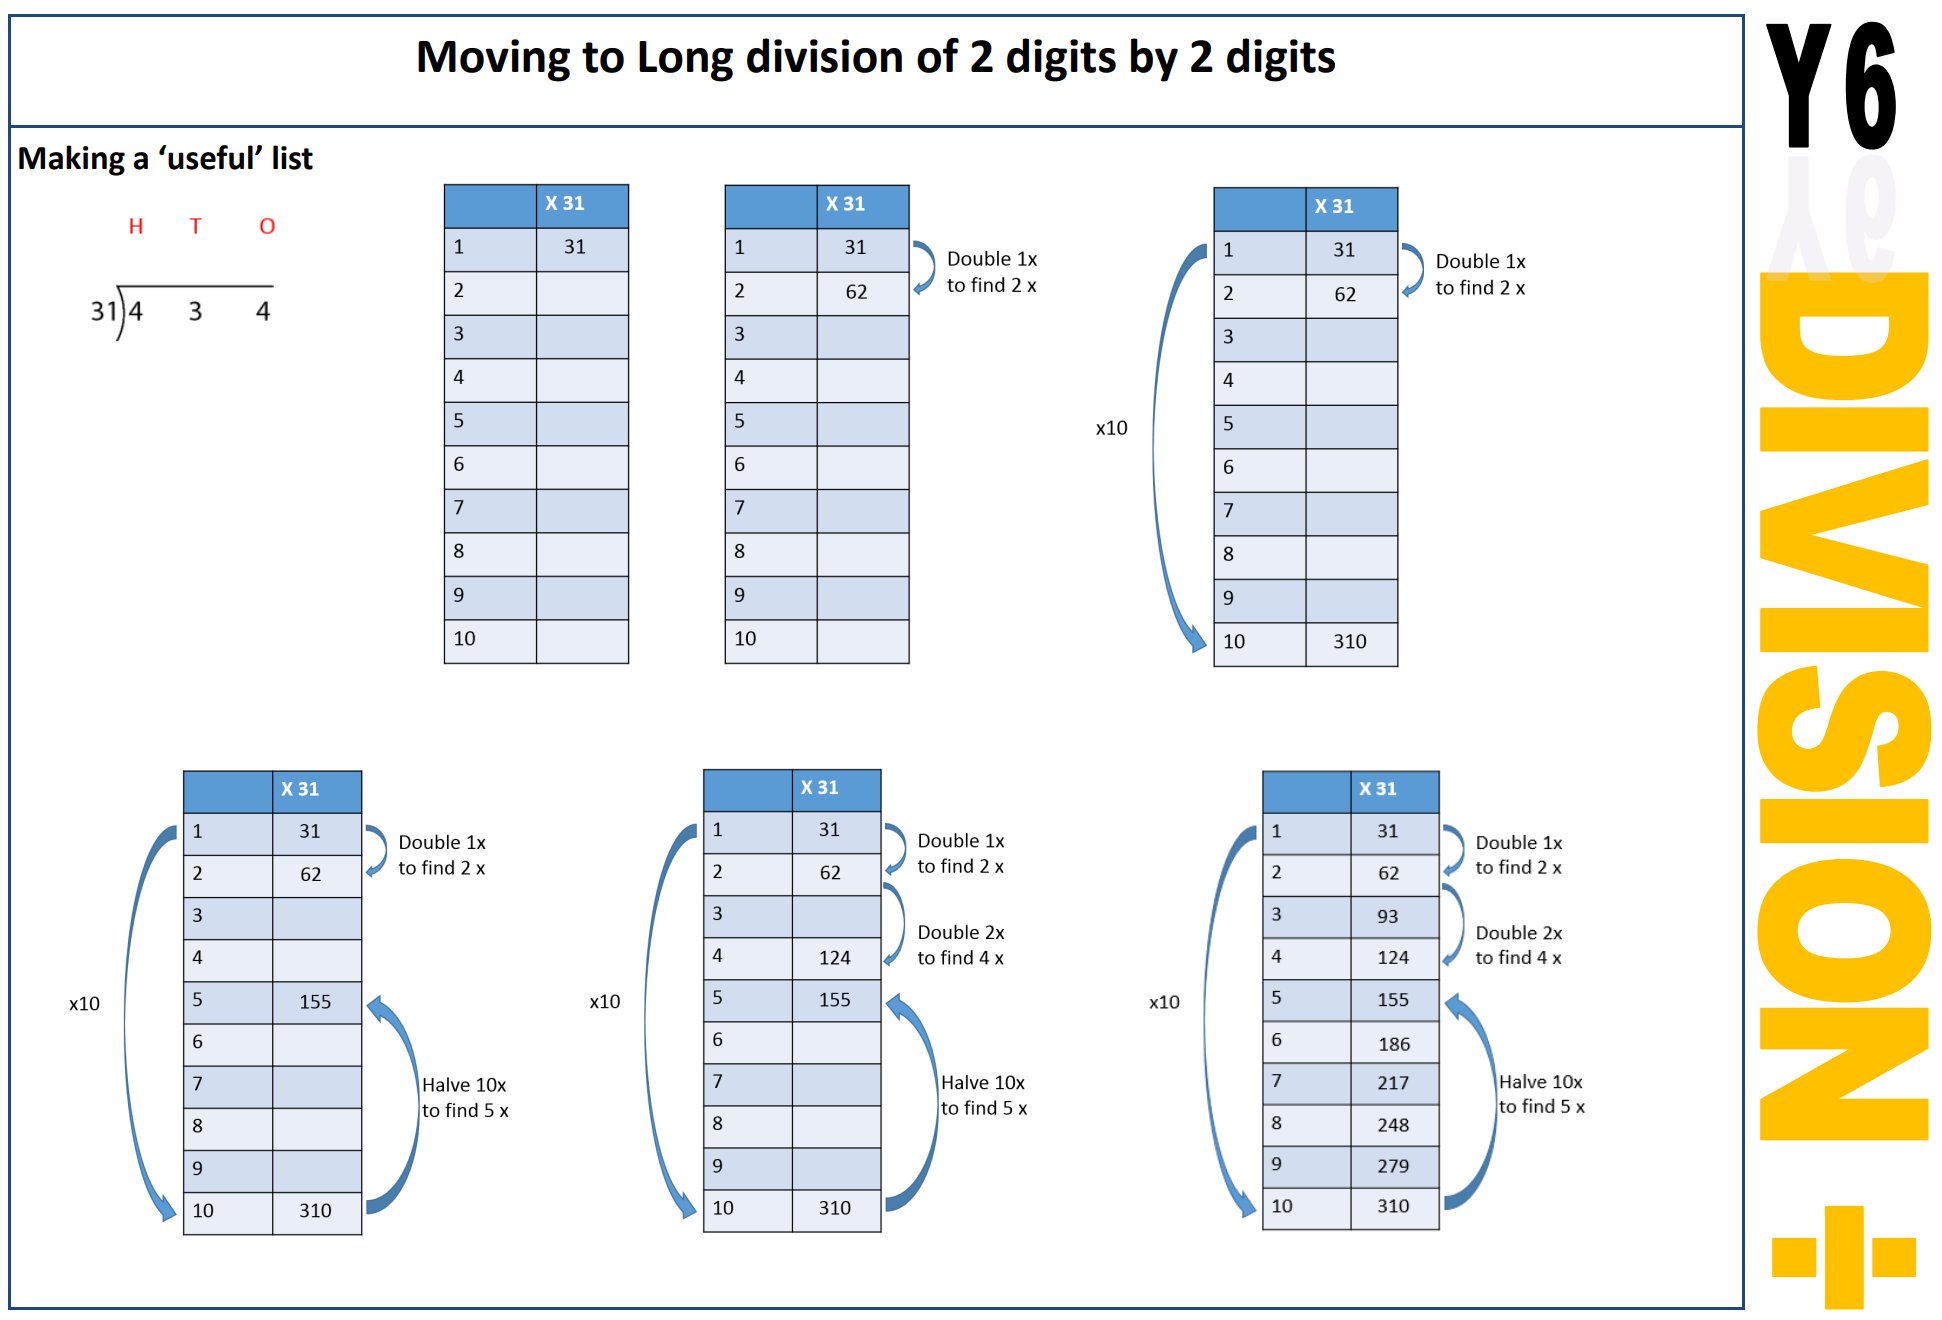 Moving to Long division of 2 digits by 2 digits
Making a ‘useful’ list
H T O
31 4 3 4
X 31
1 31
2
3
4
5
6
7
8
9
10
X 31
1 31
2 62
3
4
5
6
7
8
9
10
Double 1x
to find 2 x
x10
X 31
1 31
2 62
3
4
5
6
7
8
9
10 310
Double 1x
to find 2 x
x10
X 31
1 31
2 62
3
4
5 155
6
7
8
9
10 310
Double 1x
to find 2 x
Halve 10x
to find 5 x
x10
X 31
1 31
2 62
3
4 124
5 155
6
7
8
9
10 310
Double 1x
to find 2 x
Double 2x
to find 4 x
Halve 10x
to find 5 x
x10
X 31
1 31
2 62
3 93
4 124
5 155
6 186
7 217
8 248
9 279
10 310
Double 1x
to find 2 x
Double 2x
to find 4 x
Halve 10x
to find 5 x
Y6
DIVISION ÷